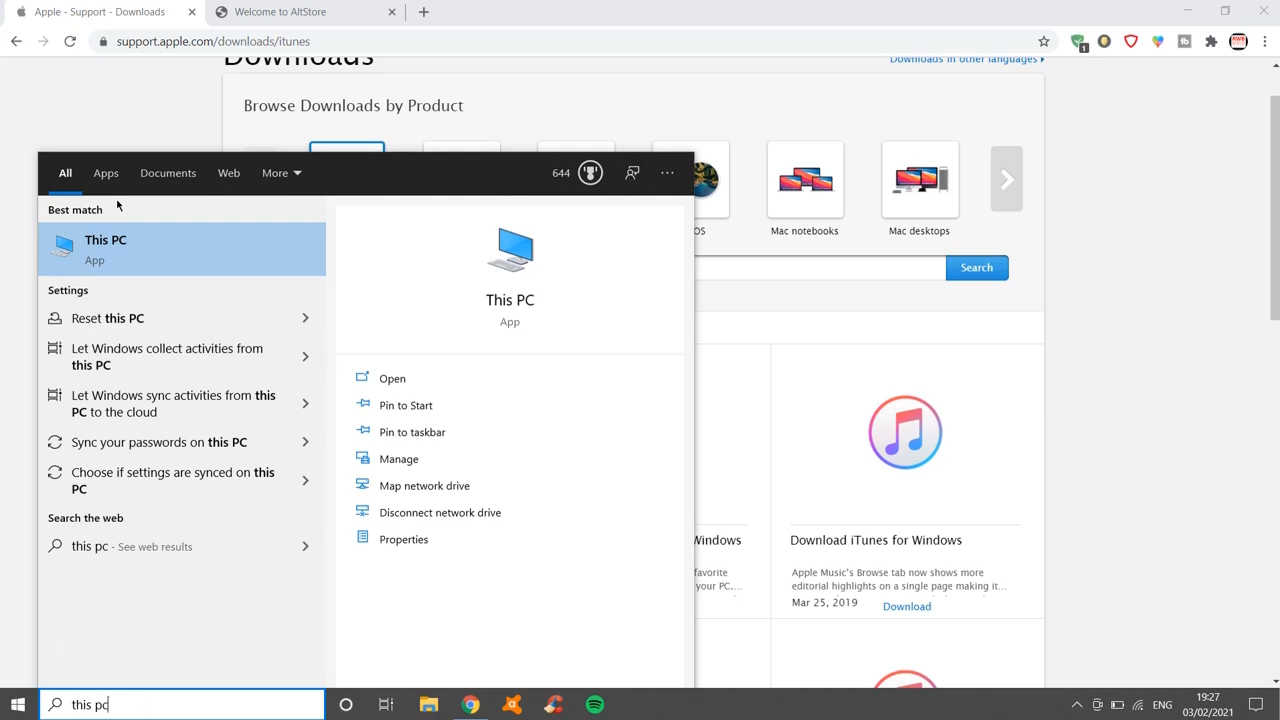 Apple - Support - Downloads
Welcome to AltStore
support.apple.com/downloads/itunes
1
Downloads
Downloads in other languages
Browse Downloads by Product
All
Apps
Documents
Web
More
644
Best match
This PC
App
Settings
Reset this PC
Let Windows collect activities from
this PC
Let Windows sync activities from this
PC to the cloud
Sync your passwords on this PC
Choose if settings are synced on this
PC
Search the web
this pc - See web results
This PC
App
Open
Pin to Start
Pin to taskbar
Manage
Map network drive
Disconnect network drive
Properties
OS
Mac notebooks
Mac desktops
Search
Windows
favorite
your PC...
Download iTunes for Windows
Apple Music's Browse tab now shows more
editorial highlights on a single page making it...
Mar 25, 2019
Download
this pc
ENG
19:27
03/02/2021